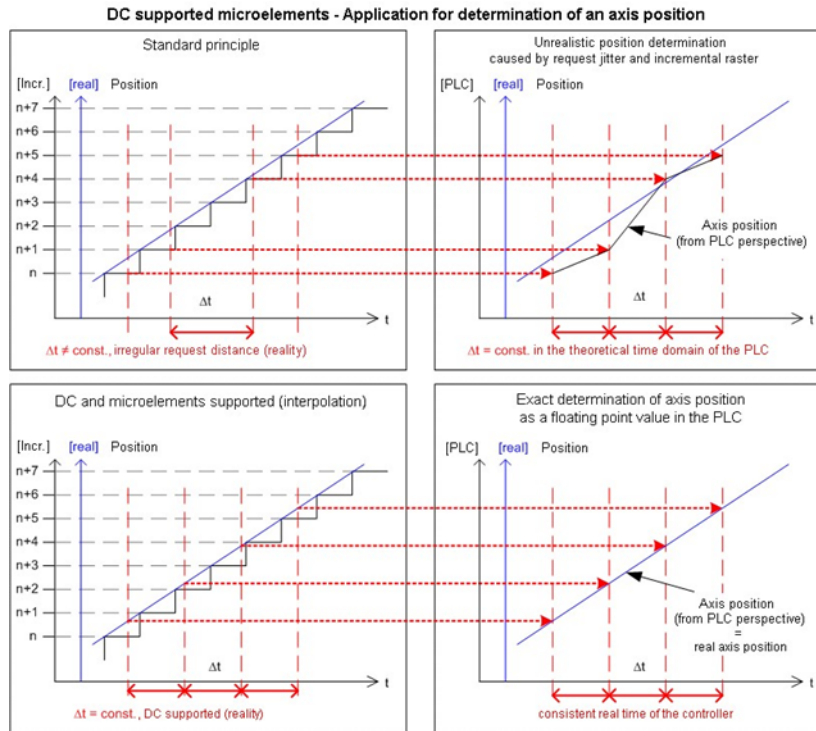 DC supported microelements - Application for determination of an axis position
Standard principle
[Incr.] [real] Position
n+7
n+6
n+5
n+4
n+3
n+2
n+1
n
Δt
t
Δt ≠ const., irregular request distance (reality)
Unrealistic position determination
caused by request jitter and incremental raster
[PLC] [real] Position
Axis position
(from PLC perspective)
Δt
t
Δt = const. in the theoretical time domain of the PLC
DC and microelements supported (interpolation)
[Incr.] [real] Position
n+7
n+6
n+5
n+4
n+3
n+2
n+1
n
Δt
t
Δt = const., DC supported (reality)
Exact determination of axis position
as a floating point value in the PLC
[PLC] [real] Position
Axis position
(from PLC perspective)
=
real axis position
Δt
t
consistent real time of the controller